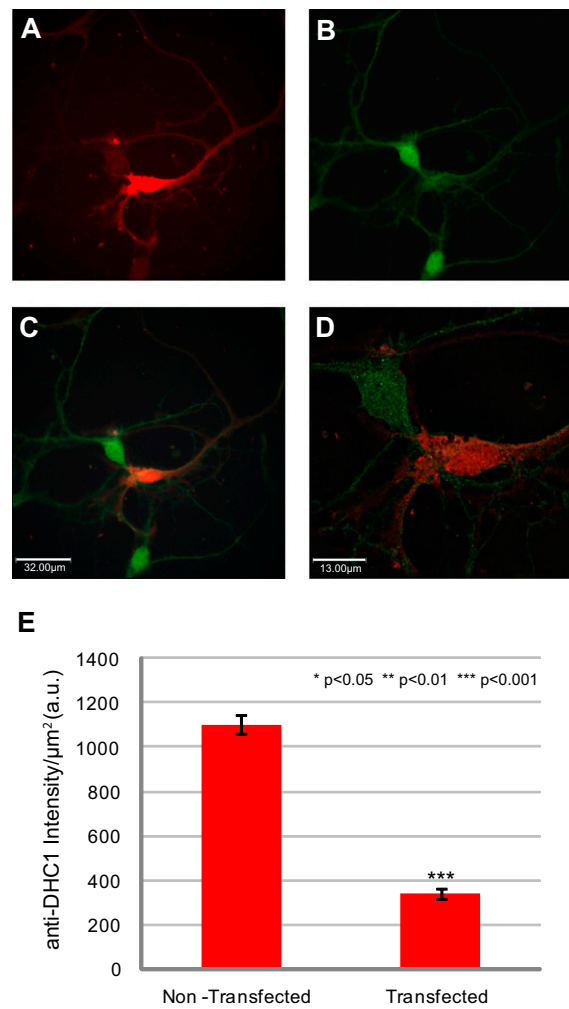 A
B
C
D
32.00µm
13.00µm
E
anti-DHC1 Intensity/µm² (a.u.)
1400
1200
1000
800
600
400
200
0
* p<0.05 ** p<0.01 *** p<0.001
***
Non -Transfected
Transfected